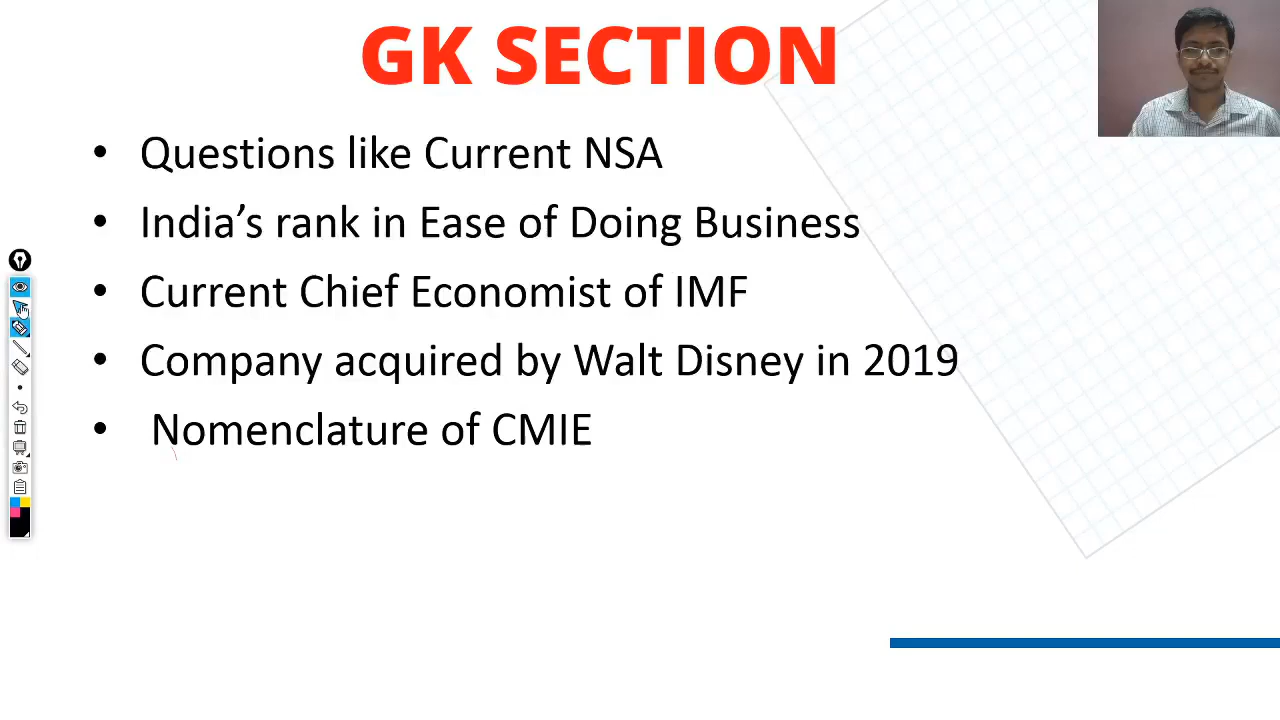 GK SECTION
• Questions like Current NSA
• India’s rank in Ease of Doing Business
• Current Chief Economist of IMF
• Company acquired by Walt Disney in 2019
• Nomenclature of CMIE